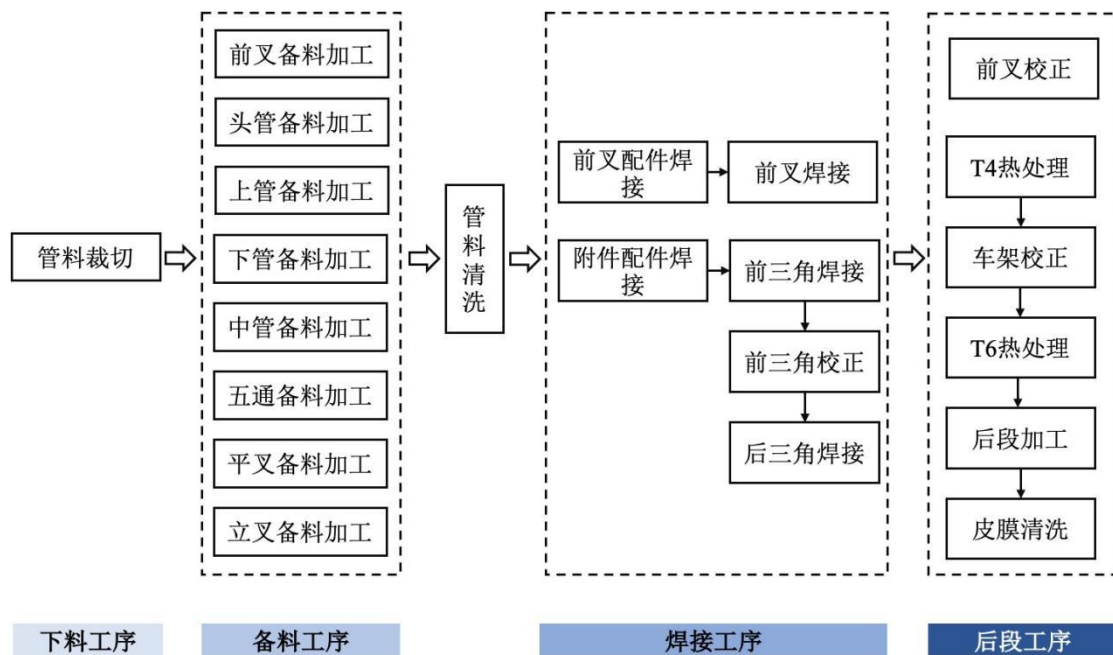 管料裁切
前叉备料加工
头管备料加工
上管备料加工
下管备料加工
中管备料加工
五通备料加工
平叉备料加工
立叉备料加工
管
料
清
洗
前叉配件焊
接
前叉焊接
附件配件焊
接
前三角焊接
前三角校正
后三角焊接
前叉校正
T4热处理
车架校正
T6热处理
后段加工
皮膜清洗
下料工序
备料工序
焊接工序
后段工序